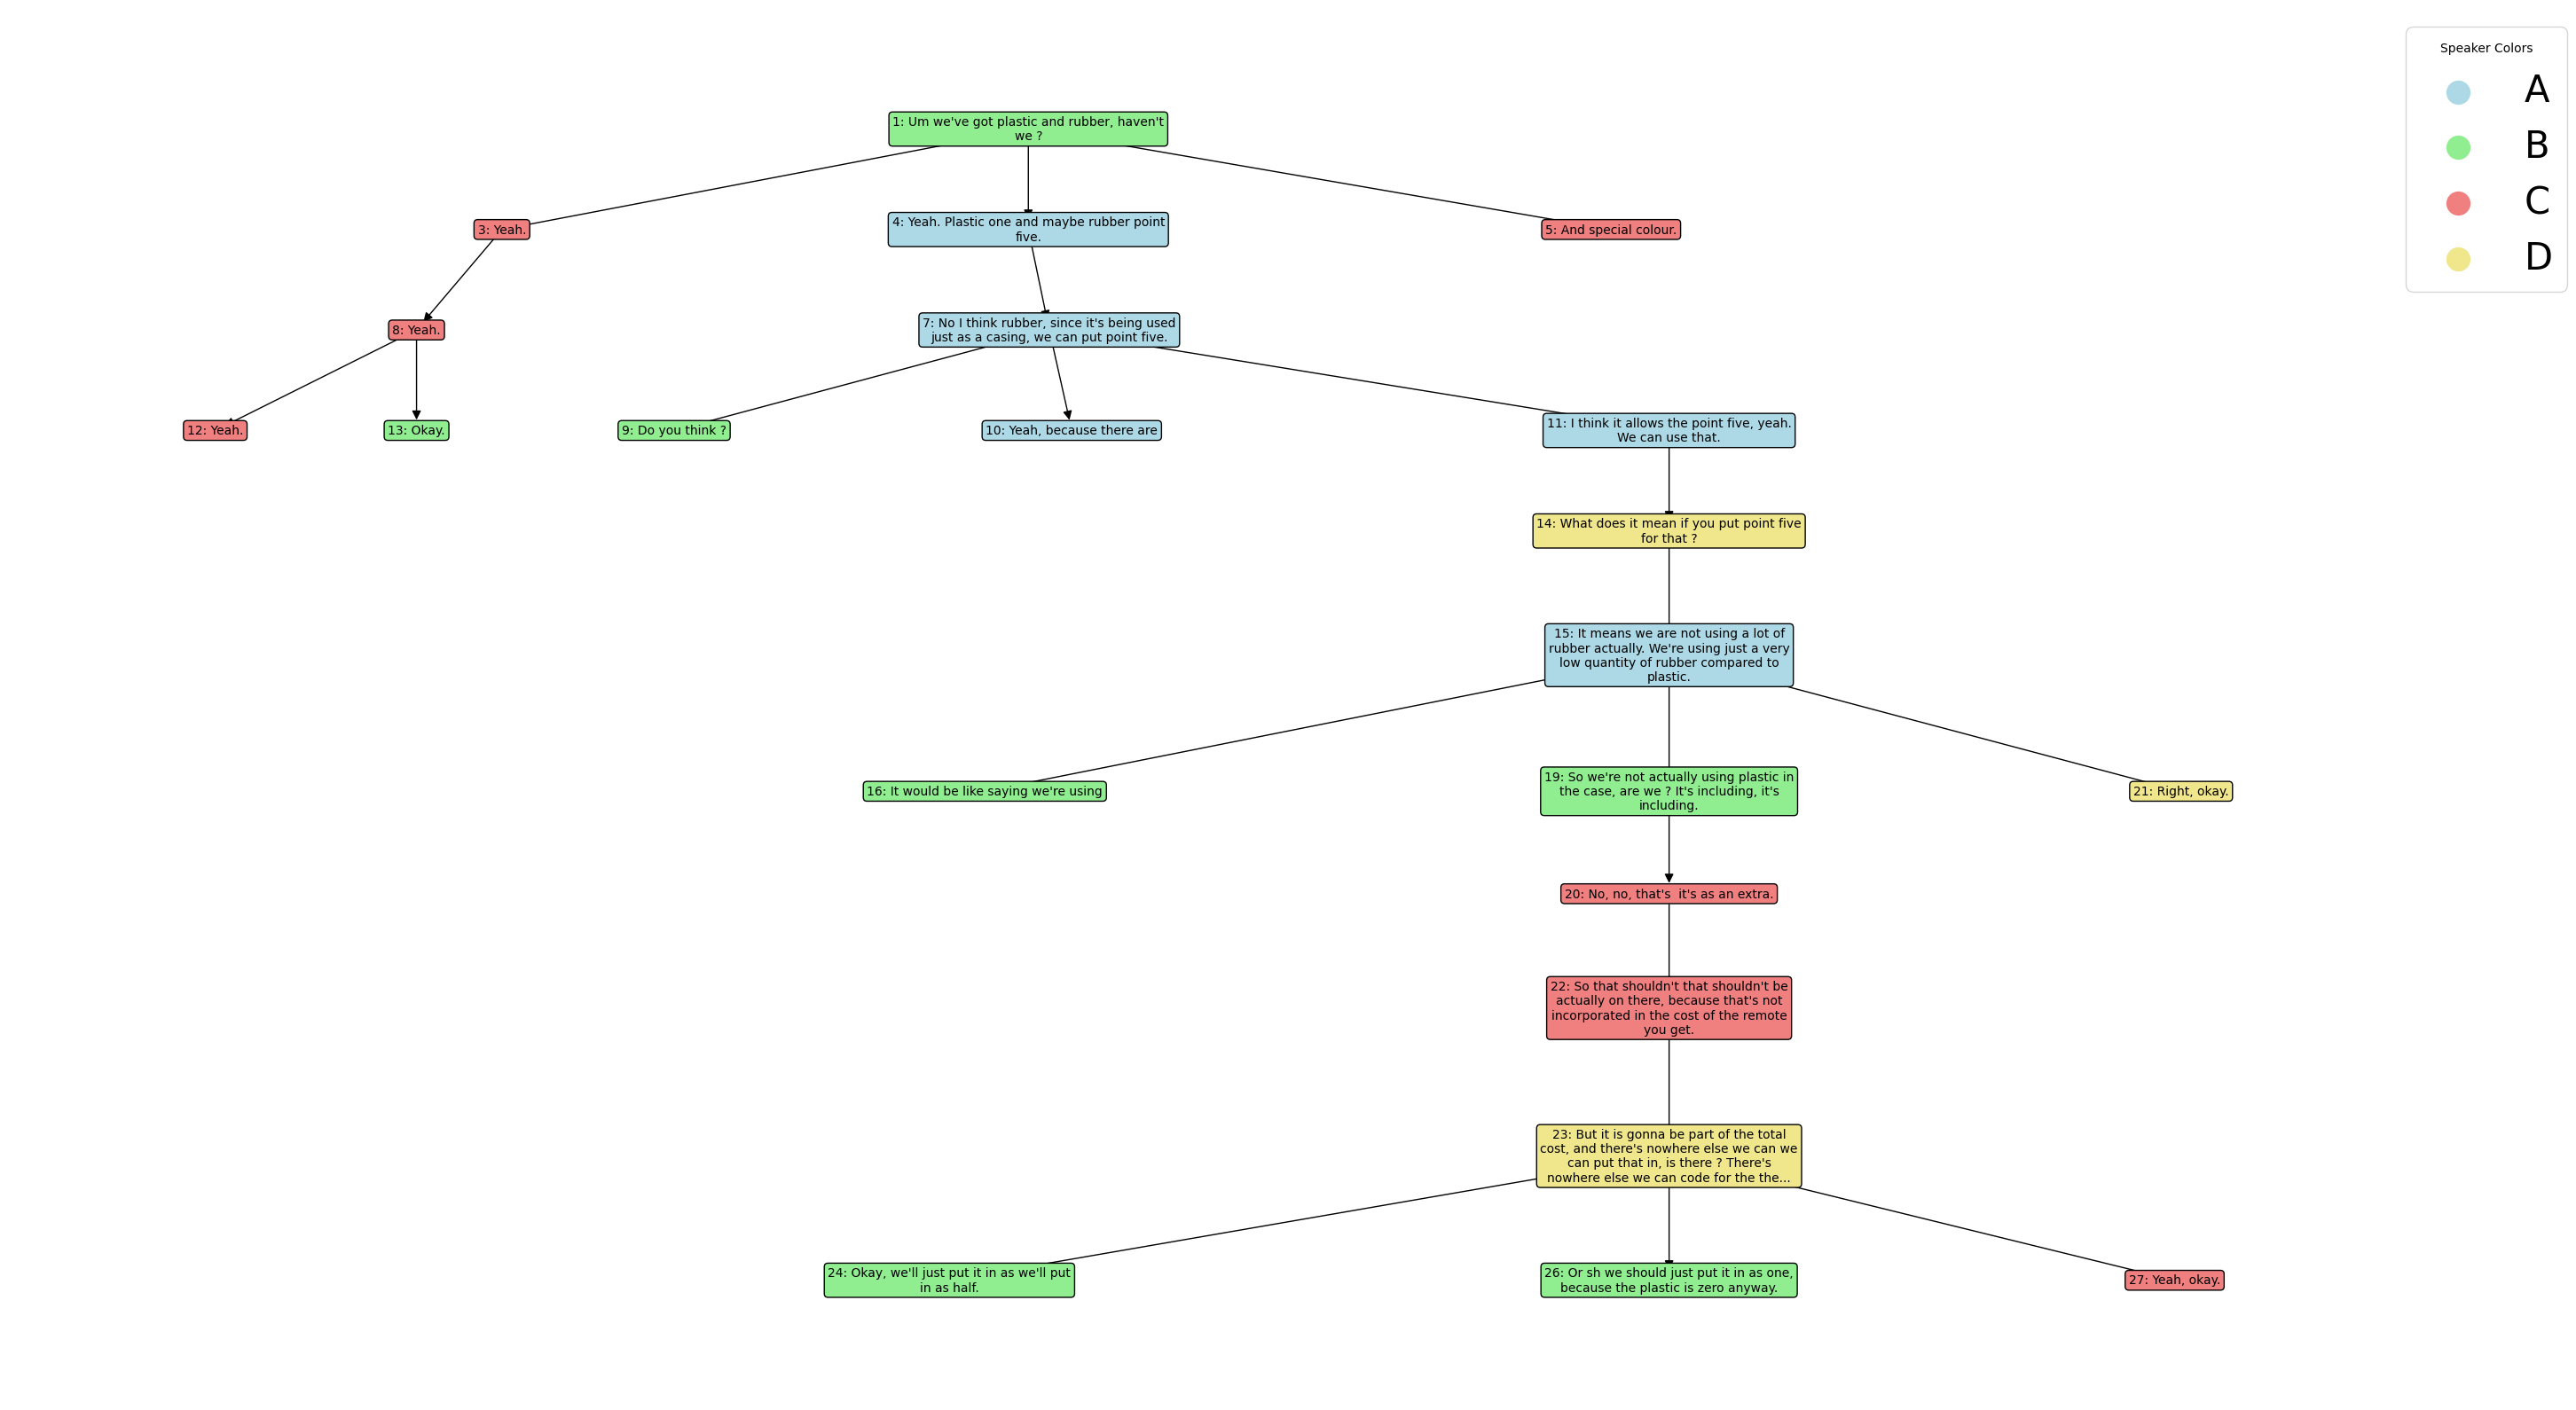 Speaker Colors
A
B
C
D
1: Um we've got plastic and rubber, haven't
we ?
3: Yeah.
4: Yeah. Plastic one and maybe rubber point
five.
5: And special colour.
8: Yeah.
7: No I think rubber, since it's being used
just as a casing, we can put point five.
12: Yeah.
13: Okay.
9: Do you think ?
10: Yeah, because there are
11: I think it allows the point five, yeah.
We can use that.
14: What does it mean if you put point five
for that ?
15: It means we are not using a lot of
rubber actually. We're using just a very
low quantity of rubber compared to
plastic.
16: It would be like saying we're using
19: So we're not actually using plastic in
the case, are we ? It's including, it's
including.
21: Right, okay.
20: No, no, that's  it's as an extra.
22: So that shouldn't that shouldn't be
actually on there, because that's not
incorporated in the cost of the remote
you get.
23: But it is gonna be part of the total
cost, and there's nowhere else we can we
can put that in, is there ? There's
nowhere else we can code for the the...
24: Okay, we'll just put it in as we'll put
in as half.
26: Or sh we should just put it in as one,
because the plastic is zero anyway.
27: Yeah, okay.